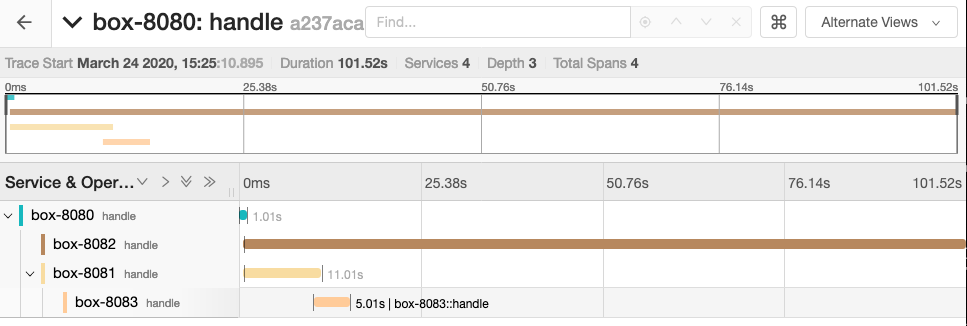 box-8080: handle a237aca Find... ⌘ Alternate Views
Trace Start March 24 2020, 15:25:10.895 Duration 101.52s Services 4 Depth 3 Total Spans 4
0ms 25.38s 50.76s 76.14s 101.52s
Service & Oper... 0ms 25.38s 50.76s 76.14s 101.52s
box-8080 handle 1.01s
box-8082 handle
box-8081 handle 11.01s
box-8083 handle 5.01s | box-8083::handle